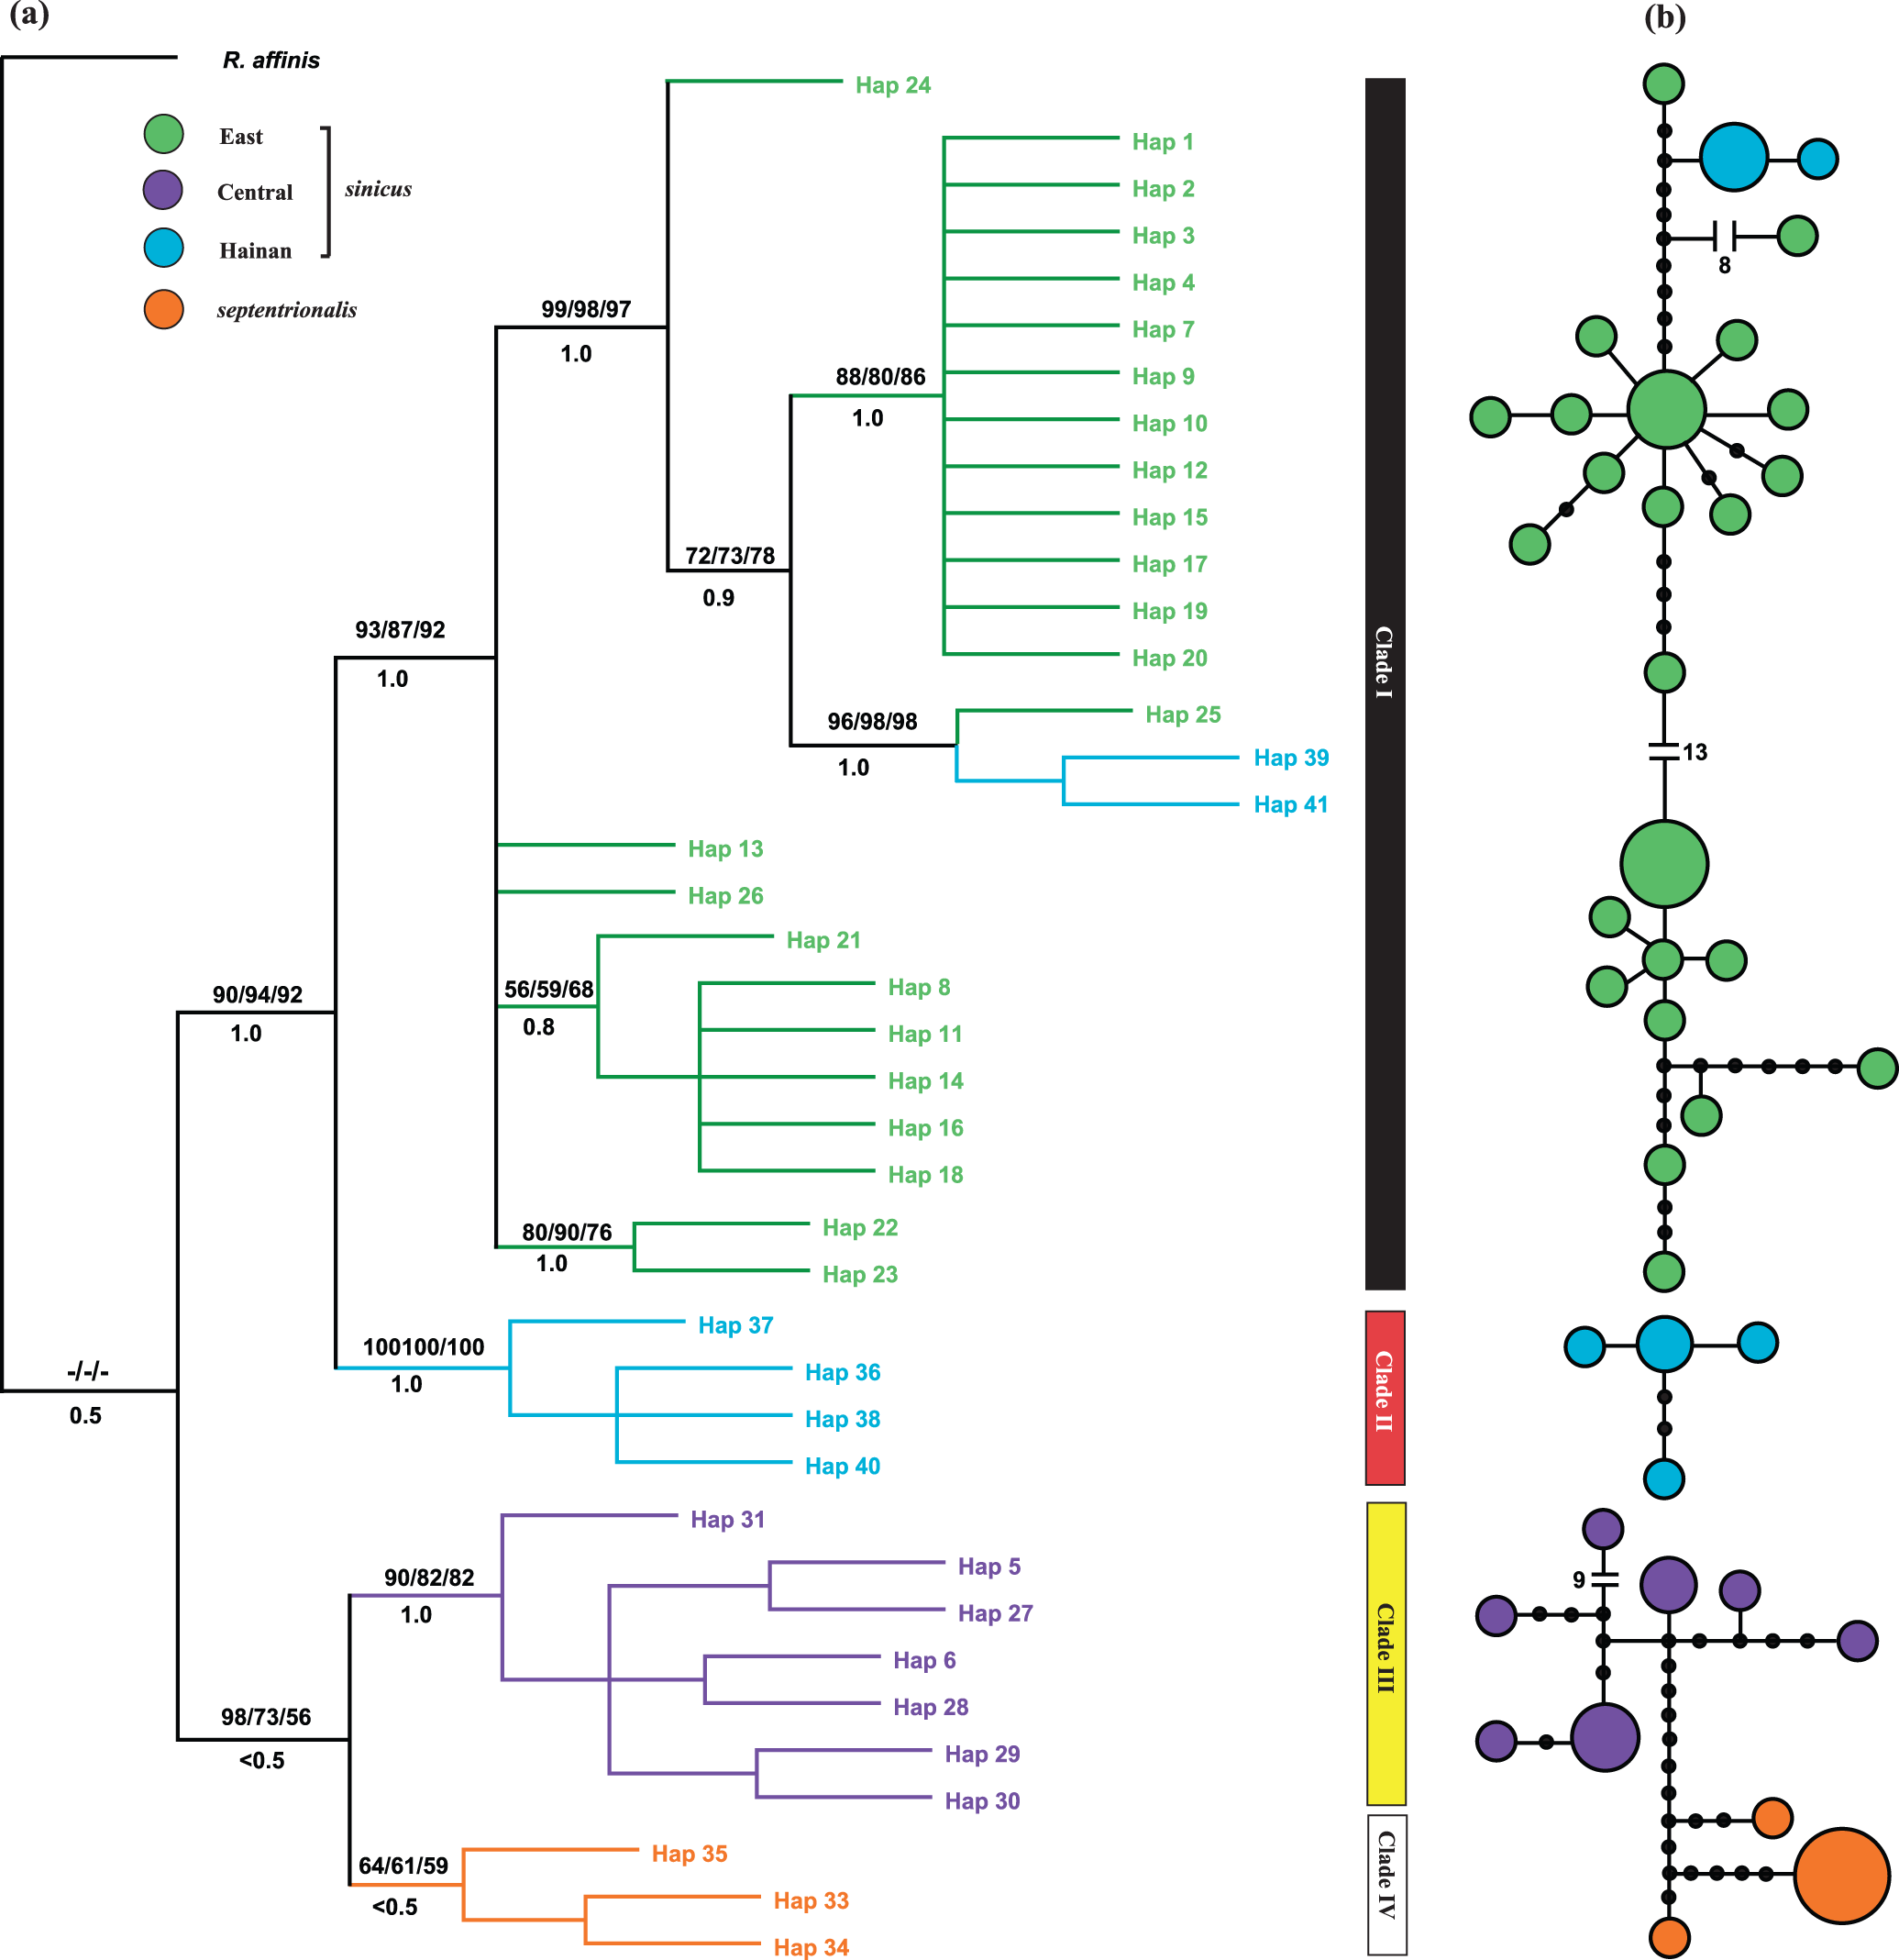 (a)
(b)
R. affinis
East
Central
sinicus
Hainan
septentrionalis
Hap 24
Hap 1
Hap 2
Hap 3
Hap 4
Hap 7
Hap 9
Hap 10
Hap 12
Hap 15
Hap 17
Hap 19
Hap 20
Hap 25
Hap 39
Hap 41
Hap 13
Hap 26
Hap 21
Hap 8
Hap 11
Hap 14
Hap 16
Hap 18
Hap 22
Hap 23
Hap 37
Hap 36
Hap 38
Hap 40
Hap 31
Hap 5
Hap 27
Hap 6
Hap 28
Hap 29
Hap 30
Hap 35
Hap 33
Hap 34
99/98/97
1.0
88/80/86
1.0
72/73/78
0.9
93/87/92
1.0
96/98/98
1.0
90/94/92
1.0
56/59/68
0.8
80/90/76
1.0
100100/100
1.0
-/-/-
0.5
90/82/82
1.0
98/73/56
<0.5
64/61/59
<0.5
Clade I
Clade II
Clade III
Clade IV
8
13
9